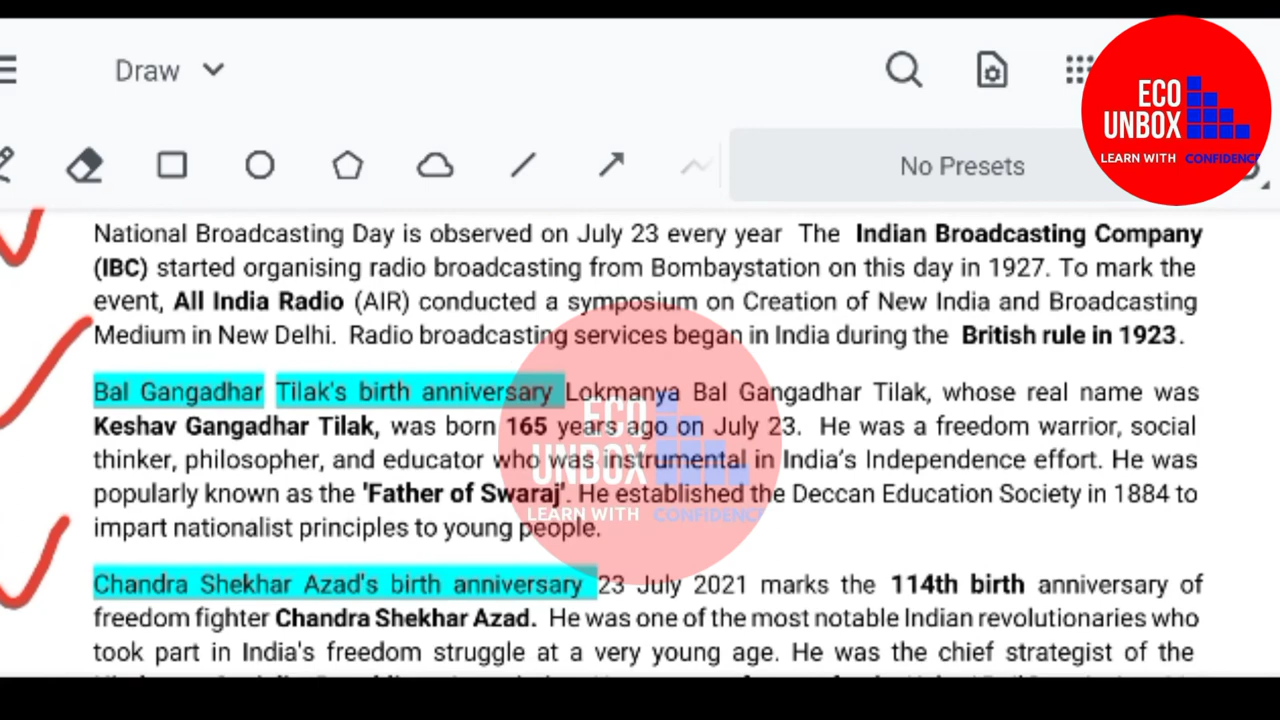 Draw
ECO
UNBOX
LEARN WITH CONFIDENCE
No Presets
National Broadcasting Day is observed on July 23 every year The Indian Broadcasting Company
(IBC) started organising radio broadcasting from Bombaystation on this day in 1927. To mark the
event, All India Radio (AIR) conducted a symposium on Creation of New India and Broadcasting
Medium in New Delhi. Radio broadcasting services began in India during the British rule in 1923.
Bal Gangadhar Tilak's birth anniversary Lokmanya Bal Gangadhar Tilak, whose real name was
Keshav Gangadhar Tilak, was born 165 years ago on July 23. He was a freedom warrior, social
thinker, philosopher, and educator who was instrumental in India's Independence effort. He was
popularly known as the 'Father of Swaraj'. He established the Deccan Education Society in 1884 to
impart nationalist principles to young people.
ECO
UNBOX
LEARN WITH CONFIDENCE
Chandra Shekhar Azad's birth anniversary 23 July 2021 marks the 114th birth anniversary of
freedom fighter Chandra Shekhar Azad. He was one of the most notable Indian revolutionaries who
took part in India's freedom struggle at a very young age. He was the chief strategist of the